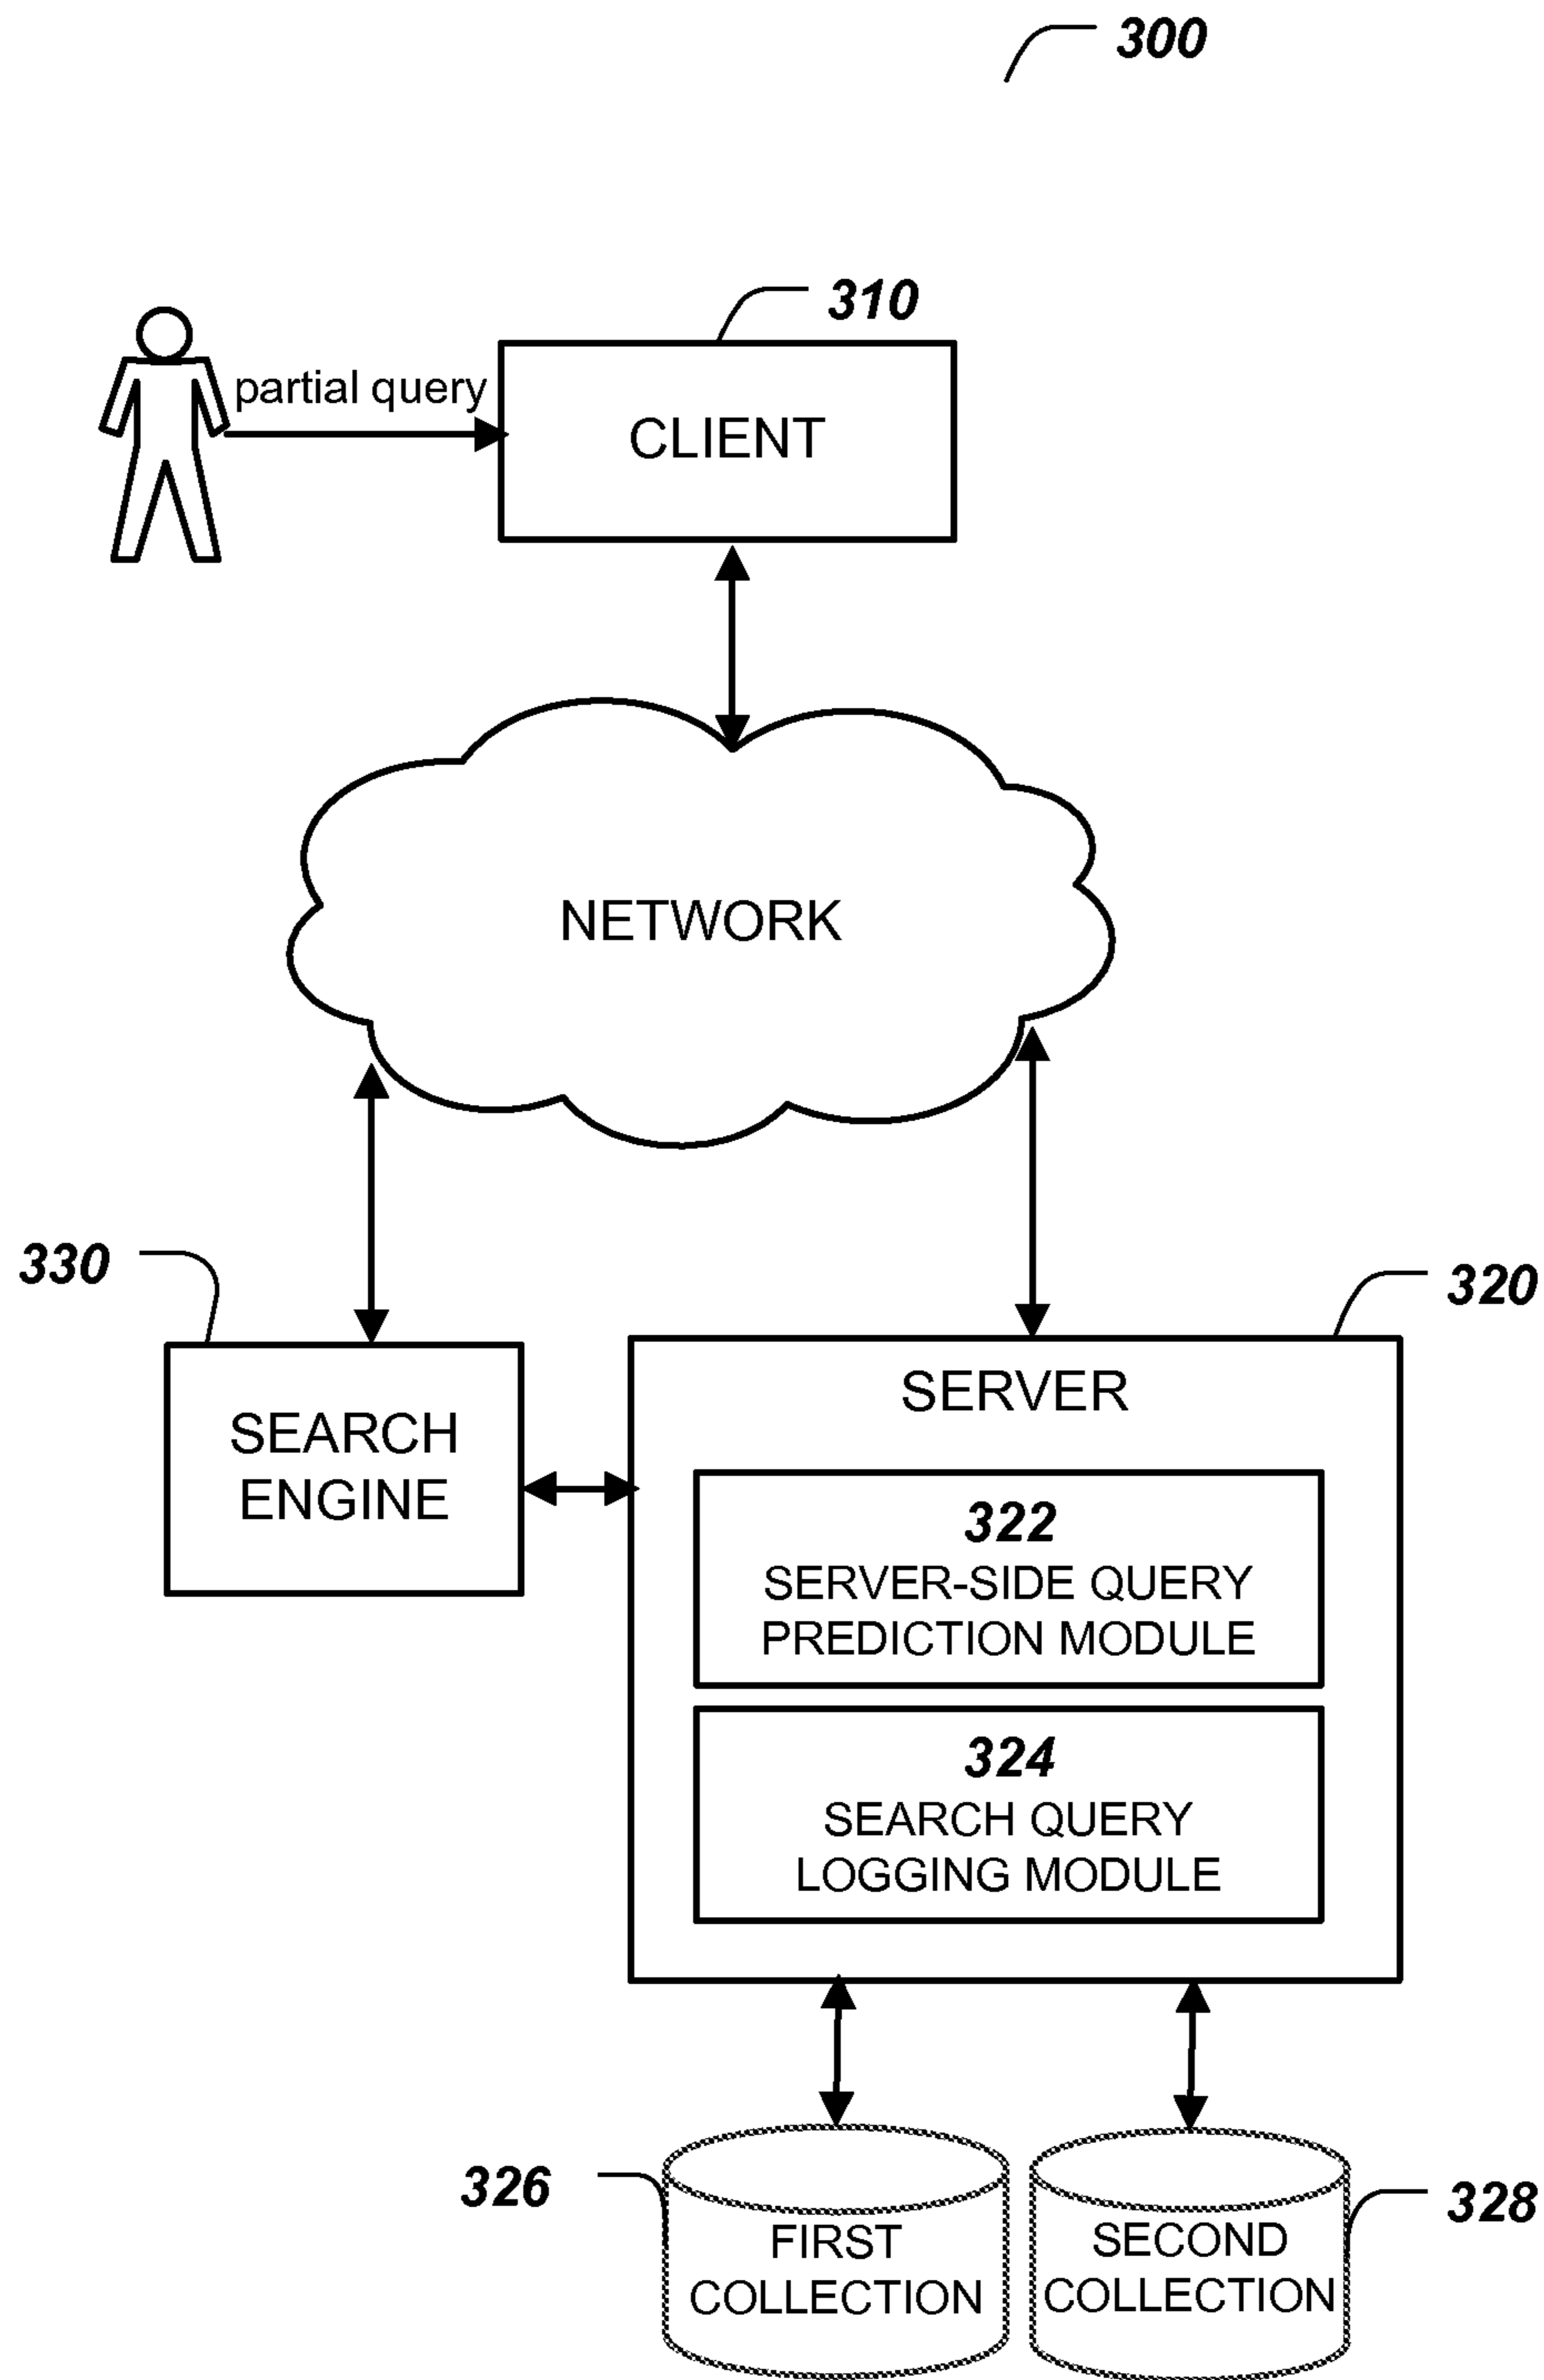 300
310
partial query
CLIENT
NETWORK
330
320
SEARCH
ENGINE
SERVER
322
SERVER-SIDE QUERY
PREDICTION MODULE
324
SEARCH QUERY
LOGGING MODULE
326
FIRST
COLLECTION
SECOND
COLLECTION
328